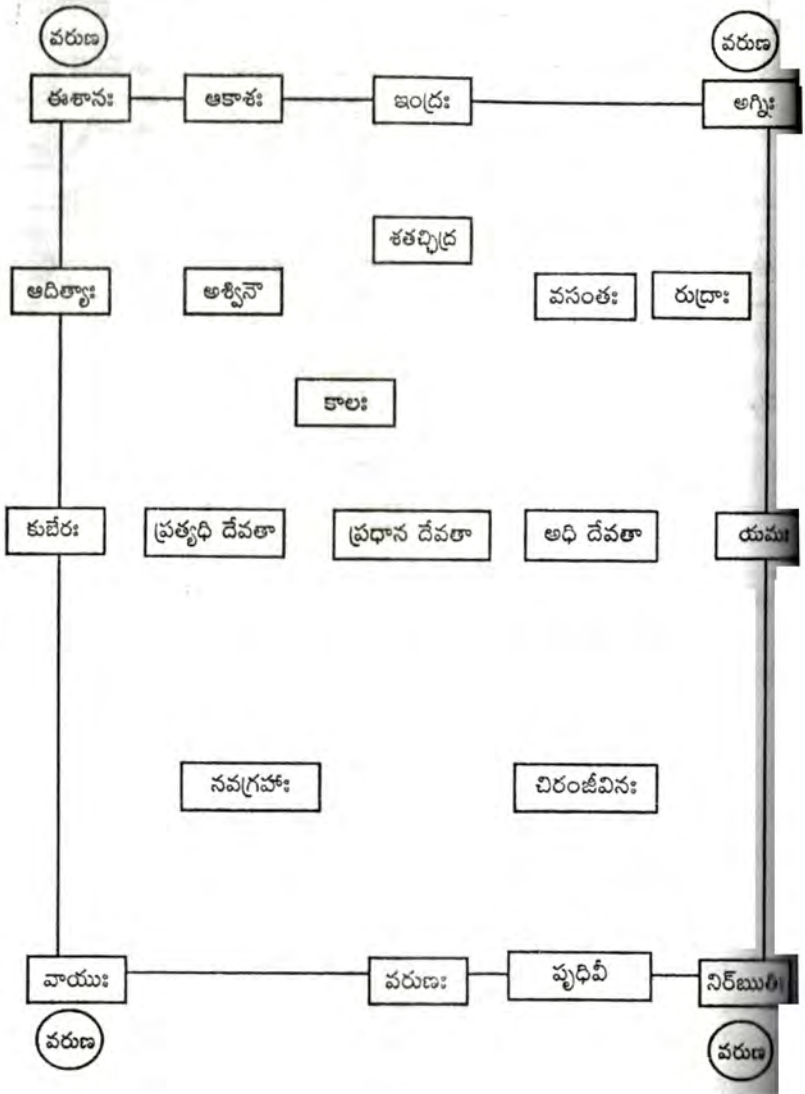 వరుణ వరుణ
ఈశానః ఆకాశః ఇంద్రః అగ్నిః
శతచ్ఛిద్ర
ఆదిత్యాః అశ్వినౌ వసంతః రుద్రాః
కాలః
కుబేరః ప్రత్యధి దేవతా ప్రధాన దేవతా అధి దేవతా యమః
నవగ్రహాః చిరంజీవినః
వాయుః వరుణః పృధివీ నిర్‌ఋతిః
వరుణ వరుణ